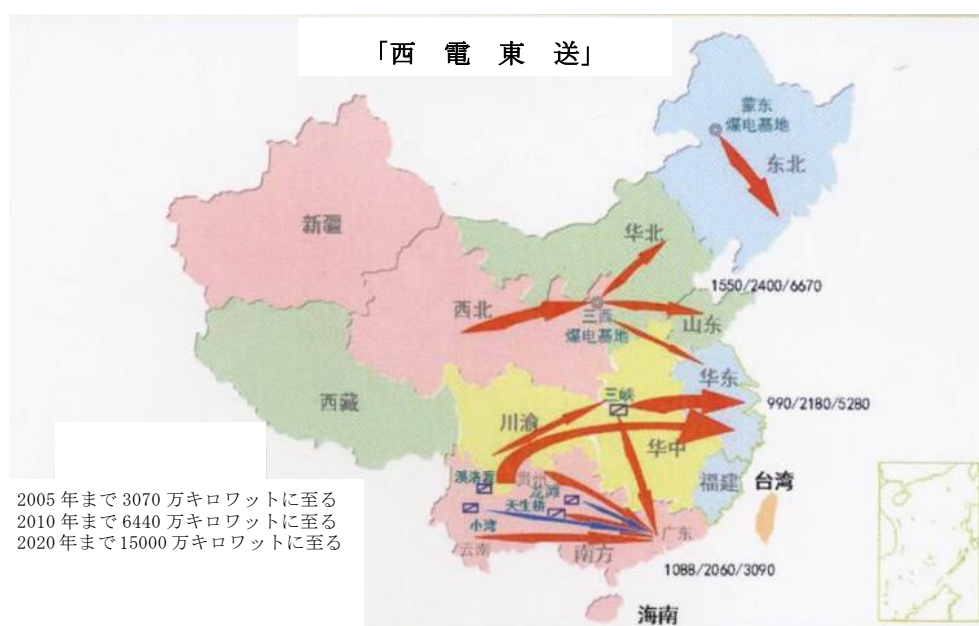 「西 電 東 送」
蒙东
煤电基地
东北
新疆
华北
1550/2400/6670
西北
三西
煤电基地
山东
华东
西藏
三峡
990/2180/5280
川渝
华中
溪洛渡
贵州
龙滩
福建
台湾
天生桥
小湾
云南
南方
广东
1088/2060/3090
海南
2005 年まで 3070 万キロワットに至る
2010 年まで 6440 万キロワットに至る
2020 年まで 15000 万キロワットに至る